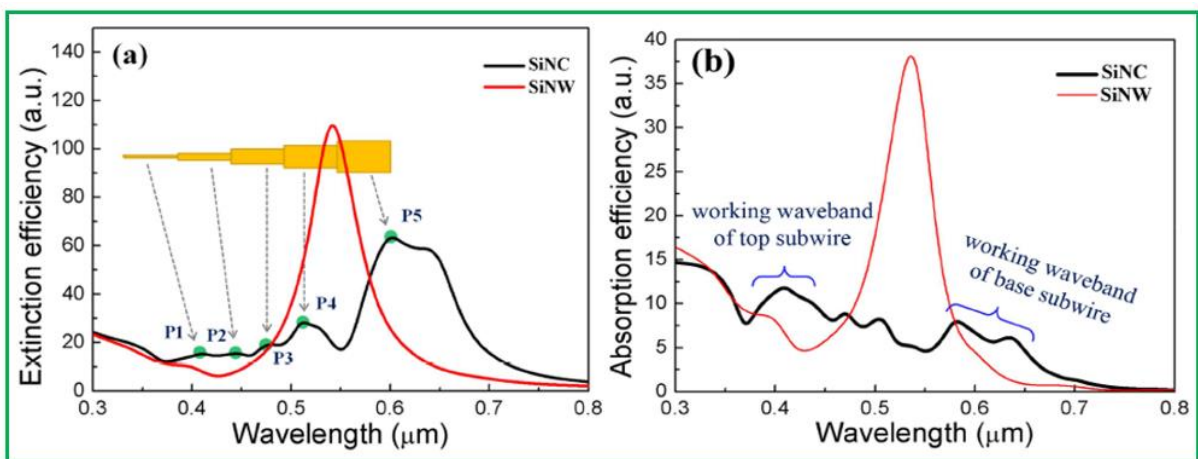 (a)
SiNC
SiNW
Extinction efficiency (a.u.)
140
120
100
80
60
40
20
0
P1
P2
P3
P4
P5
0.3
0.4
0.5
0.6
0.7
0.8
Wavelength (μm)
(b)
SiNC
SiNW
Absorption efficiency (a.u.)
40
35
30
25
20
15
10
5
0
working waveband
of top subwire
working waveband
of base subwire
0.3
0.4
0.5
0.6
0.7
0.8
Wavelength (μm)